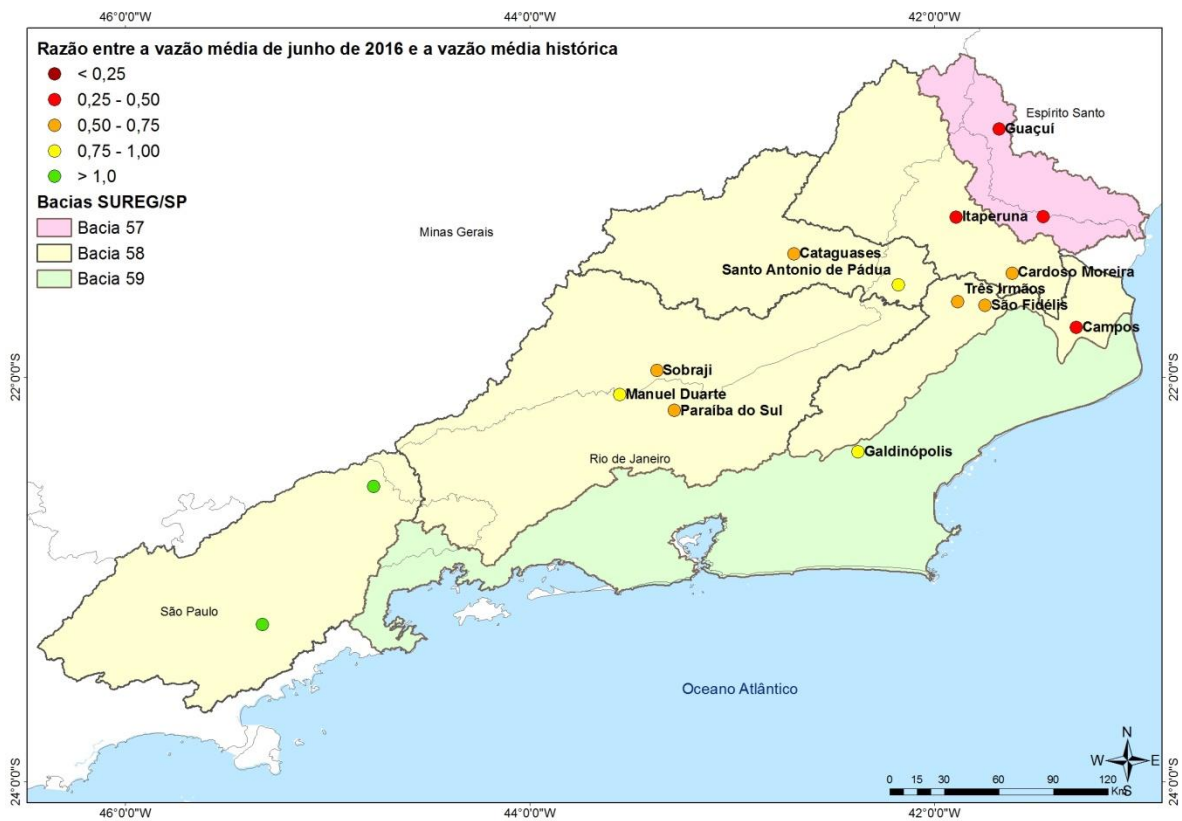 46°0'0"W
44°0'0"W
42°0'0"W
Razão entre a vazão média de junho de 2016 e a vazão média histórica
< 0,25
0,25 - 0,50
0,50 - 0,75
0,75 - 1,00
> 1,0
Bacias SUREG/SP
Bacia 57
Bacia 58
Bacia 59
Espírito Santo
Guaçuí
Minas Gerais
Itaperuna
Cataguases
Santo Antonio de Pádua
Cardoso Moreira
Três Irmãos
São Fidélis
Campos
22°0'0"S
22°0'0"S
Sobraji
Manuel Duarte
Paraíba do Sul
Galdinópolis
Rio de Janeiro
São Paulo
Oceano Atlântico
N
W
E
S
0 15 30 60 90 120
Km
24°0'0"S
24°0'0"S
46°0'0"W
44°0'0"W
42°0'0"W